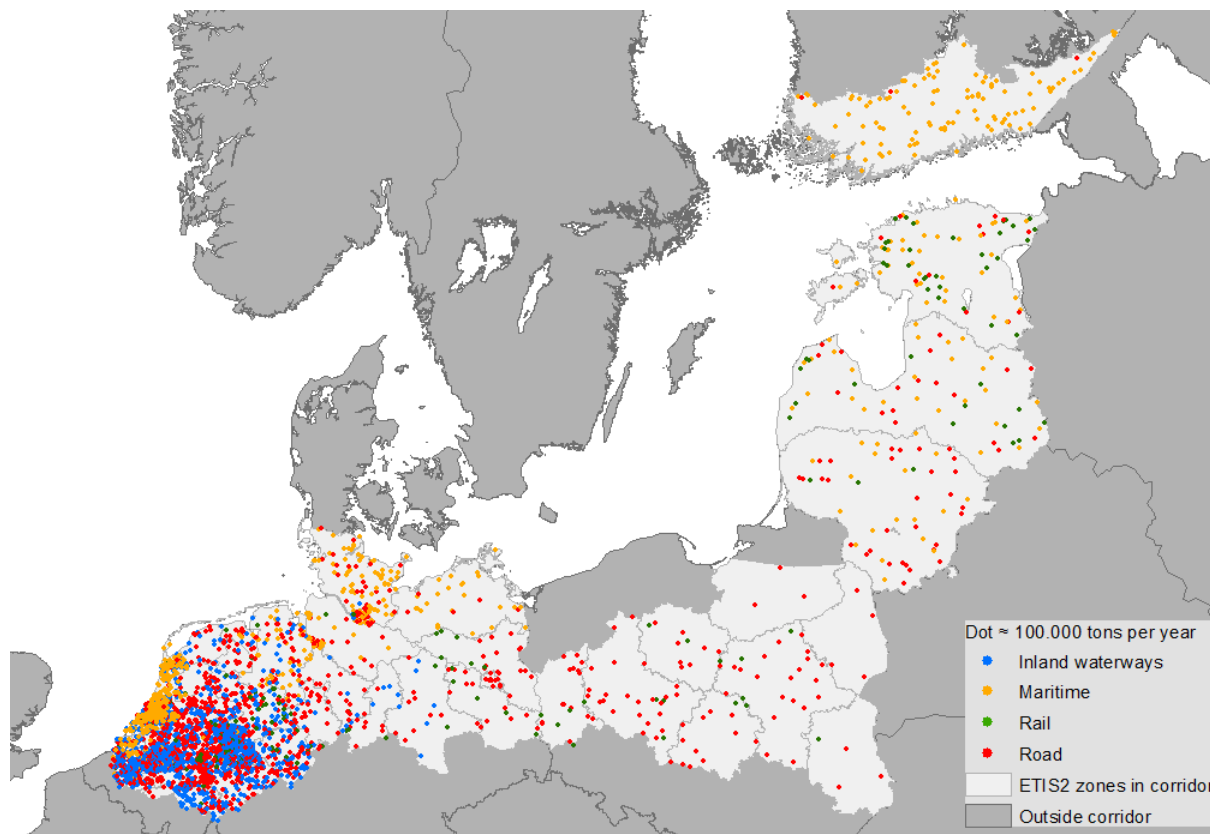 Dot ≈ 100.000 tons per year
Inland waterways
Maritime
Rail
Road
ETIS2 zones in corridor
Outside corridor